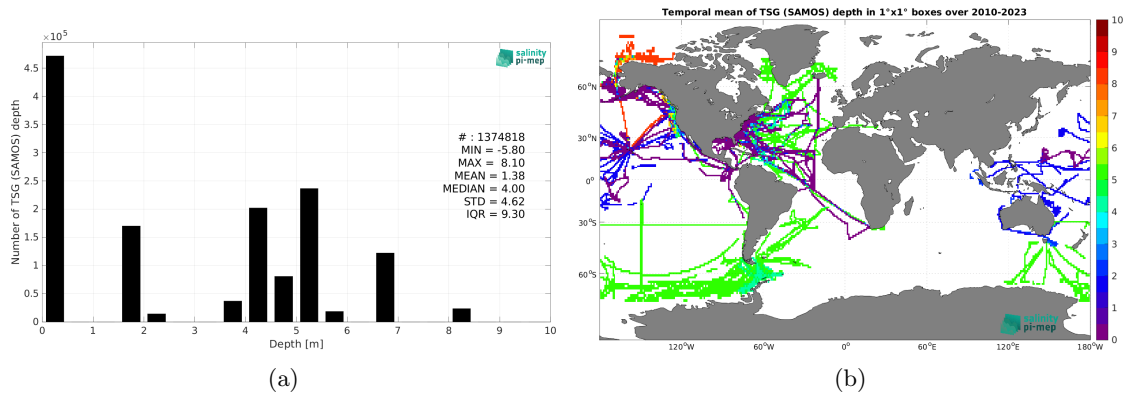 ×10⁵
4.5
4
3.5
3
2.5
2
1.5
1
0.5
0
Number of TSG (SAMOS) depth
salinity
pi-mep
# : 1374818
MIN = -5.80
MAX = 8.10
MEAN = 1.38
MEDIAN = 4.00
STD = 4.62
IQR = 9.30
0 1 2 3 4 5 6 7 8 9 10
Depth [m]
(a)
Temporal mean of TSG (SAMOS) depth in 1°x1° boxes over 2010-2023
60°N
30°N
0°
30°S
60°S
120°W 60°W 0° 60°E 120°E 180°W
salinity
pi-mep
10
9
8
7
6
5
4
3
2
1
0
(b)